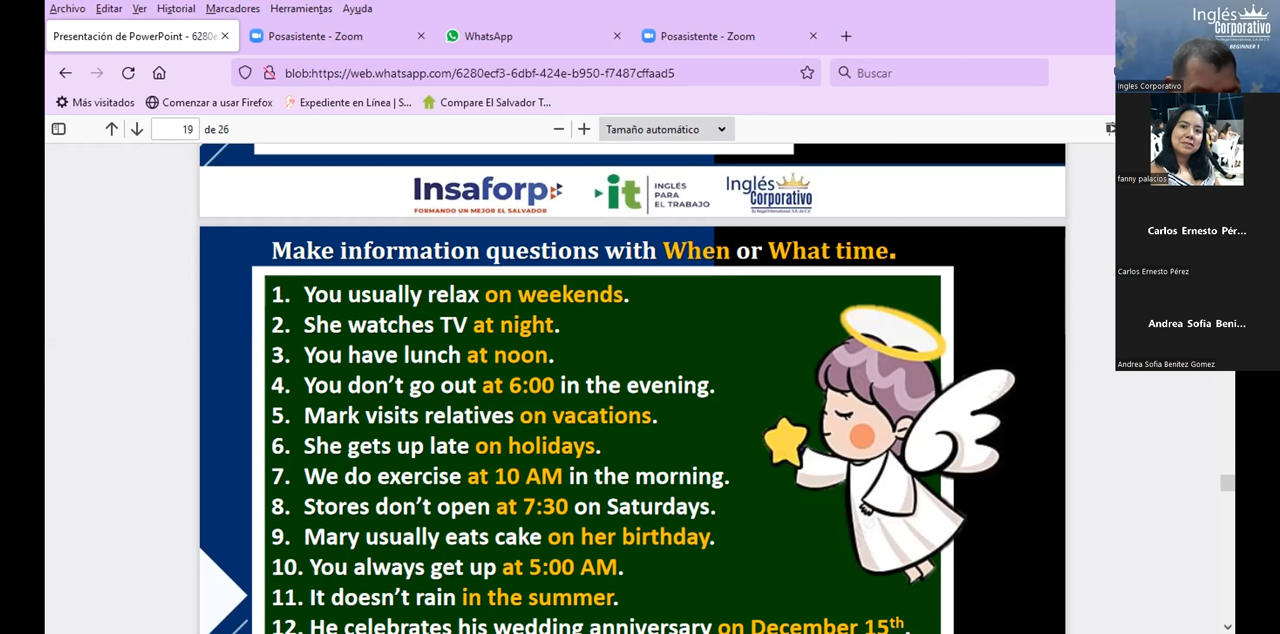 Archivo Editar Ver Historial Marcadores Herramientas Ayuda
Presentación de PowerPoint - 6280e
Posasistente - Zoom
WhatsApp
Posasistente - Zoom
blob:https://web.whatsapp.com/6280ecf3-6dbf-424e-b950-f7487cffaad5
Buscar
Más visitados Comenzar a usar Firefox Expediente en Línea | S... Compare El Salvador T...
19 de 26
Tamaño automático
Insaforp
FORMANDO UN MEJOR EL SALVADOR
it
INGLÉS
PARA
EL TRABAJO
Inglés
Corporativo
By Regal International, S.A. de C.V.
Make information questions with When or What time.
1. You usually relax on weekends.
2. She watches TV at night.
3. You have lunch at noon.
4. You don't go out at 6:00 in the evening.
5. Mark visits relatives on vacations.
6. She gets up late on holidays.
7. We do exercise at 10 AM in the morning.
8. Stores don't open at 7:30 on Saturdays.
9. Mary usually eats cake on her birthday.
10. You always get up at 5:00 AM.
11. It doesn't rain in the summer.
12. He celebrates his wedding anniversary on December 15th.
Inglés
Corporativo
BEGINNER 1
Ingles Corporativo
fanny palacios
Carlos Ernesto Pér...
Carlos Ernesto Pérez
Andrea Sofia Beni...
Andrea Sofia Benitez Gomez